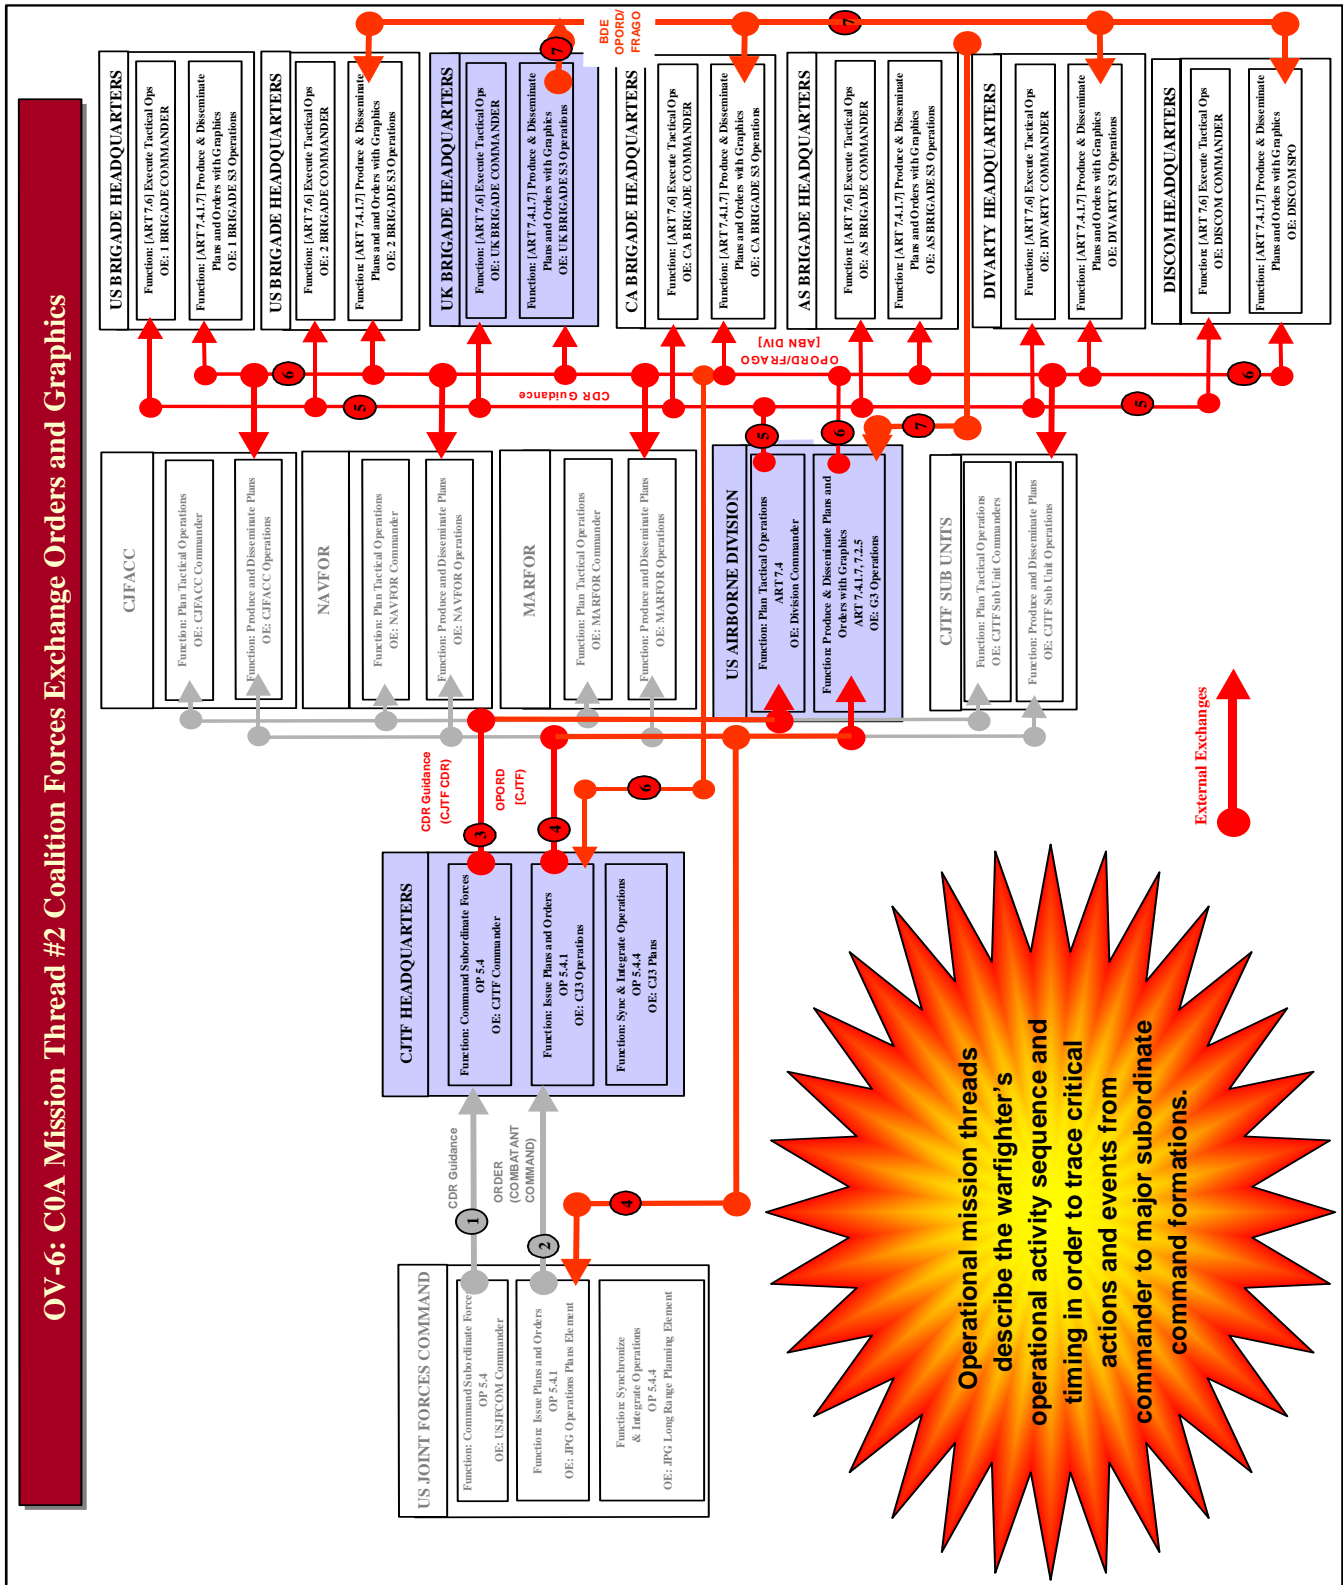 OV-6: C0A Mission Thread #2 Coalition Forces Exchange Orders and Graphics
US JOINT FORCES COMMAND
Function: Command Subordinate Force
OP 5.4
OE: USJFCOM Commander
Function: Issue Plans and Orders
OP 5.4.1
OE: JPG Operations Plans Element
Function: Synchronize
& Integrate Operations
OP 5.4.4
OE: JPG Long Range Planning Element
1
CDR Guidance
2
ORDER
(COMBATANT
COMMAND)
4
CJTF HEADQUARTERS
Function: Command Subordinate Forces
OP 5.4
OE: CJTF Commander
Function: Issue Plans and Orders
OP 5.4.1
OE: CJ3 Operations
Function: Sync & Integrate Operations
OP 5.4.4
OE: CJ3 Plans
3
CDR Guidance
(CJTF CDR)
4
OPORD
[CJTF]
6
CJFACC
Function: Plan Tactical Operations
OE: CJFACC Commander
Function: Produce and Disseminate Plans
OE: CJFACC Operations
NAVFOR
Function: Plan Tactical Operations
OE: NAVFOR Commander
Function: Produce and Disseminate Plans
OE: NAVFOR Operations
MARFOR
Function: Plan Tactical Operations
OE: MARFOR Commander
Function: Produce and Disseminate Plans
OE: MARFOR Operations
US AIRBORNE DIVISION
Function: Plan Tactical Operations
ART 7.4
OE: Division Commander
Function: Produce & Disseminate Plans and
Orders with Graphics
ART 7.4.1.7, 7.2.5
OE: G3 Operations
CJTF SUB UNITS
Function: Plan Tactical Operations
OE: CJTF Sub Unit Commanders
Function: Produce and Disseminate Plans
OE: CJTF Sub Unit Operations
5
6
7
5
CDR Guidance
5
6
OPORD/FRAGO
[ABN DIV]
6
US BRIGADE HEADQUARTERS
Function: [ART 7.6] Execute Tactical Ops
OE: 1 BRIGADE COMMANDER
Function: [ART 7.4.1.7] Produce & Disseminate
Plans and Orders with Graphics
OE: 1 BRIGADE S3 Operations
US BRIGADE HEADQUARTERS
Function: [ART 7.6] Execute Tactical Ops
OE: 2 BRIGADE COMMANDER
Function: [ART 7.4.1.7] Produce & Disseminate
Plans and and Orders with Graphics
OE: 2 BRIGADE S3 Operations
UK BRIGADE HEADQUARTERS
Function: [ART 7.6] Execute Tactical Ops
OE: UK BRIGADE COMMANDER
Function: [ART 7.4.1.7] Produce & Disseminate
Plans and Orders with Graphics
OE: UK BRIGADE S3 Operations
7
BDE
OPORD/
FRAGO
7
CA BRIGADE HEADQUARTERS
Function: [ART 7.6] Execute Tactical Ops
OE: CA BRIGADE COMMANDER
Function: [ART 7.4.1.7] Produce & Disseminate
Plans and Orders with Graphics
OE: CA BRIGADE S3 Operations
AS BRIGADE HEADQUARTERS
Function: [ART 7.6] Execute Tactical Ops
OE: AS BRIGADE COMMANDER
Function: [ART 7.4.1.7] Produce & Disseminate
Plans and Orders with Graphics
OE: AS BRIGADE S3 Operations
DIVARTY HEADQUARTERS
Function: [ART 7.6] Execute Tactical Ops
OE: DIVARTY COMMANDER
Function: [ART 7.4.1.7] Produce & Disseminate
Plans and Orders with Graphics
OE: DIVARTY S3 Operations
DISCOM HEADQUARTERS
Function: [ART 7.6] Execute Tactical Ops
OE: DISCOM COMMANDER
Function: [ART 7.4.1.7] Produce & Disseminate
Plans and Orders with Graphics
OE: DISCOM SPO
External Exchanges
Operational mission threads
describe the warfighter’s
operational activity sequence and
timing in order to trace critical
actions and events from
commander to major subordinate
command formations.